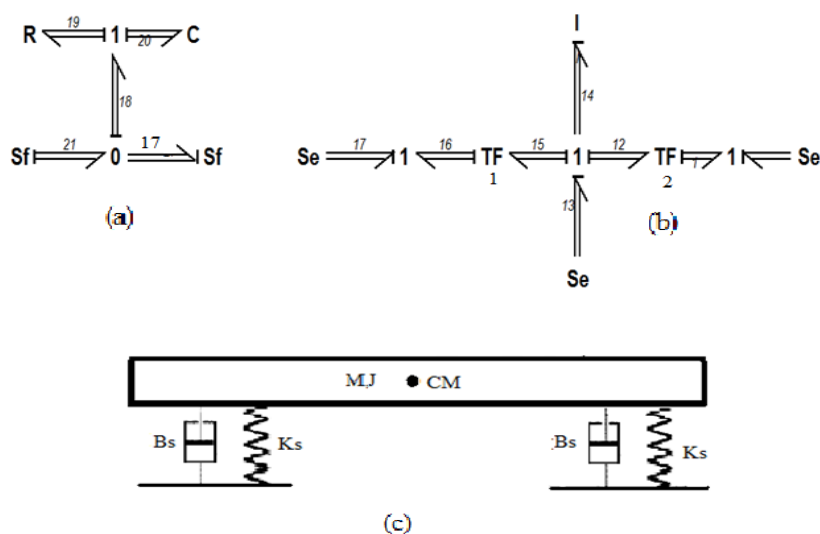 R 19 1 20 C
18
Sf 21 0 17 Sf
(a)
I
14
Se 17 1 16 TF 15 1 12 TF 1 1 Se
1 2
13
(b)
Se
M,J CM
Bs Ks Bs Ks
(c)